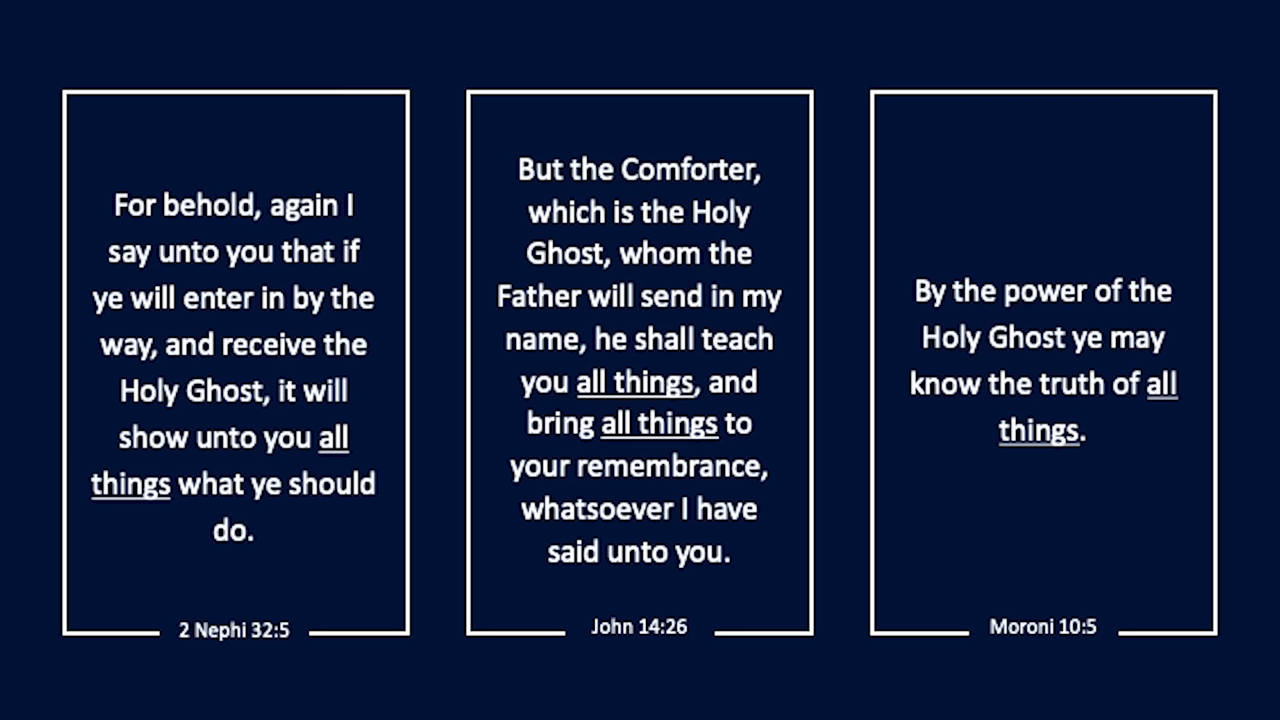 For behold, again I
say unto you that if
ye will enter in by the
way, and receive the
Holy Ghost, it will
show unto you all
things what ye should
do.
2 Nephi 32:5
But the Comforter,
which is the Holy
Ghost, whom the
Father will send in my
name, he shall teach
you all things, and
bring all things to
your remembrance,
whatsoever I have
said unto you.
John 14:26
By the power of the
Holy Ghost ye may
know the truth of all
things.
Moroni 10:5